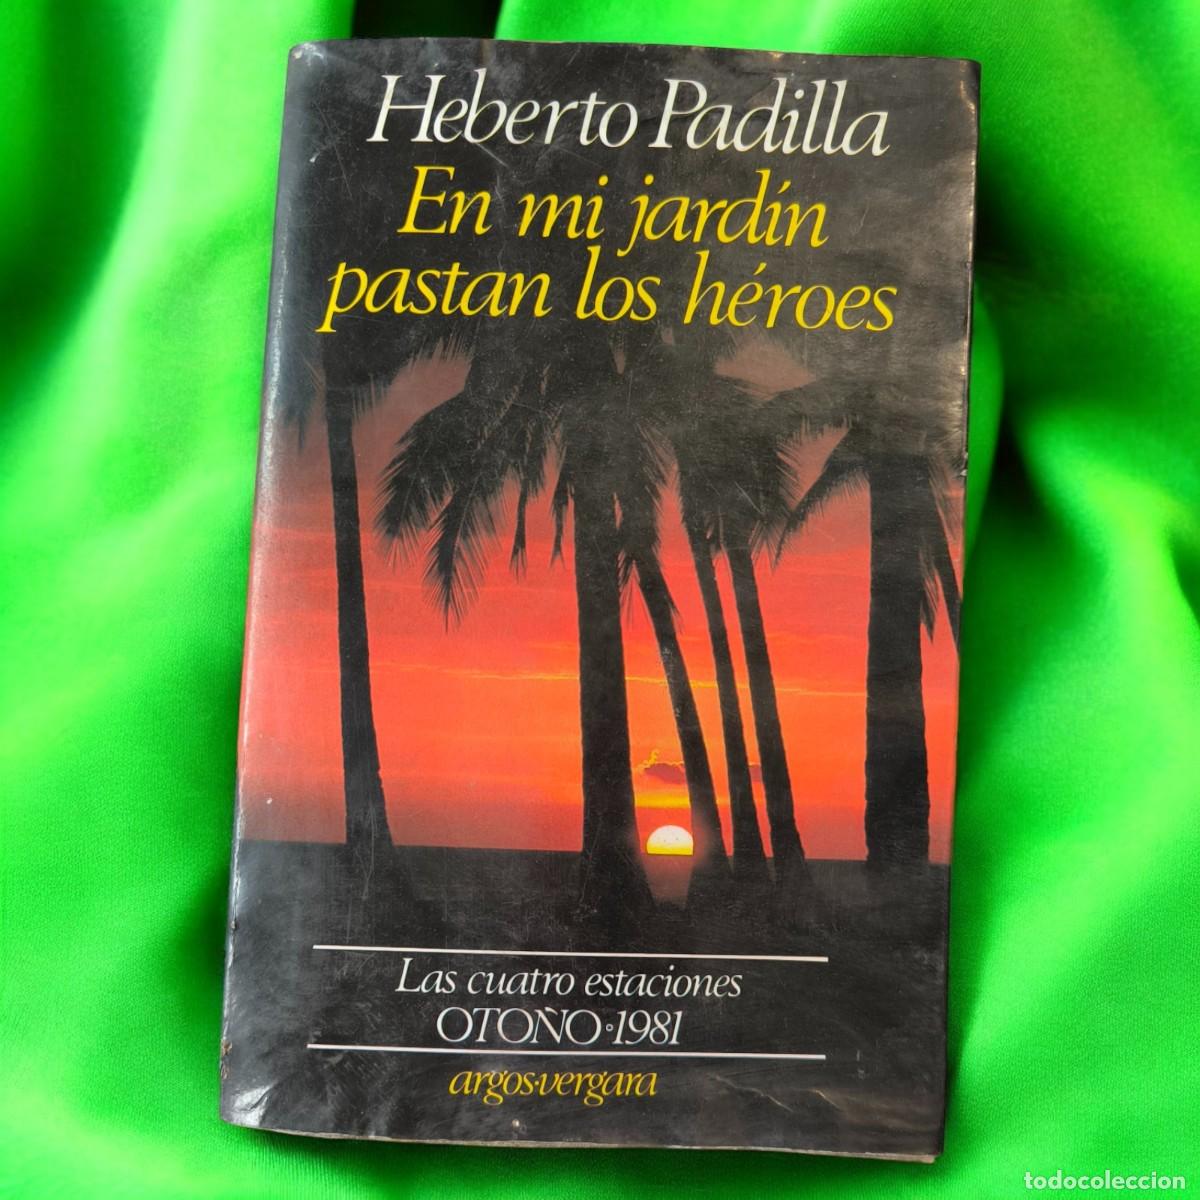 Heberto Padilla
En mi jardín
pastan los héroes
Las cuatro estaciones
OTOÑO·1981
argos·vergara
todocoleccion